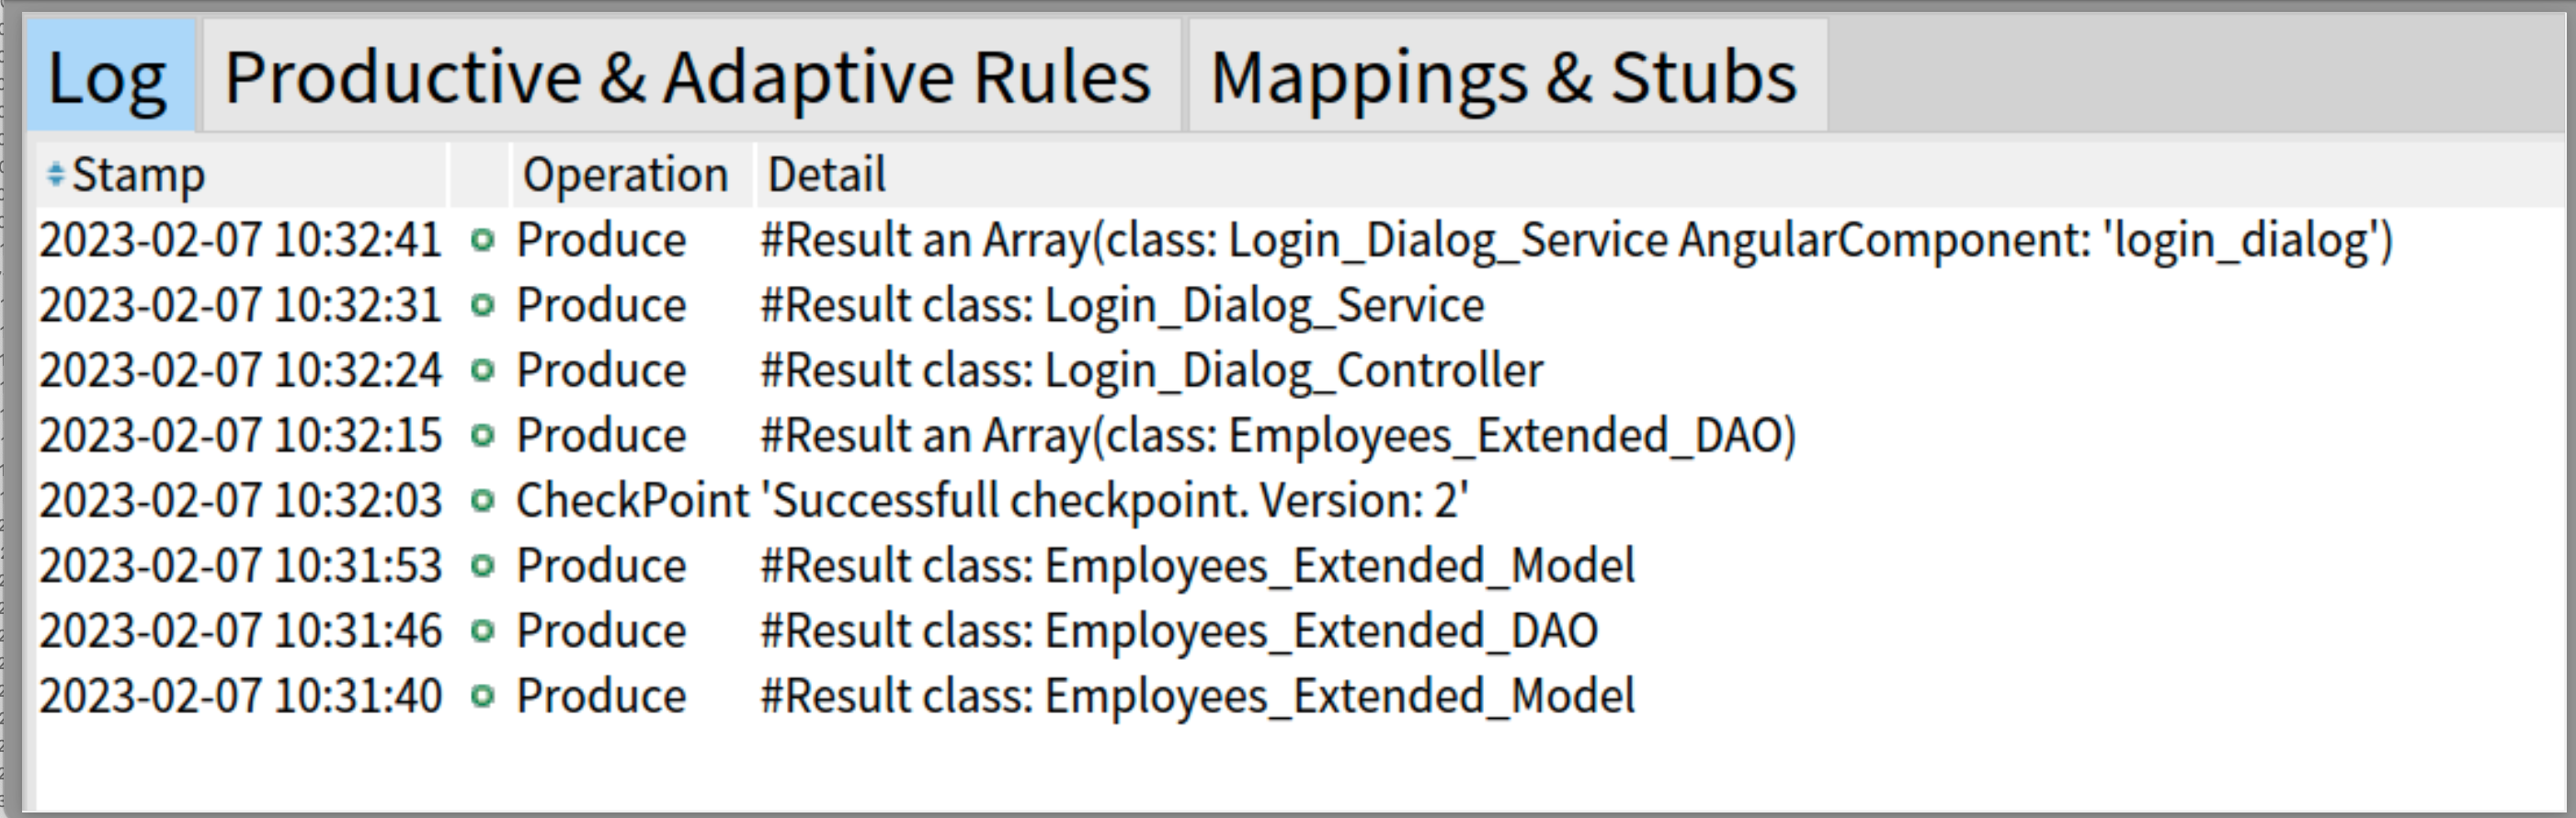 Log Productive & Adaptive Rules Mappings & Stubs
Stamp Operation Detail
2023-02-07 10:32:41 Produce #Result an Array(class: Login_Dialog_Service AngularComponent: 'login_dialog')
2023-02-07 10:32:31 Produce #Result class: Login_Dialog_Service
2023-02-07 10:32:24 Produce #Result class: Login_Dialog_Controller
2023-02-07 10:32:15 Produce #Result an Array(class: Employees_Extended_DAO)
2023-02-07 10:32:03 CheckPoint 'Successfull checkpoint. Version: 2'
2023-02-07 10:31:53 Produce #Result class: Employees_Extended_Model
2023-02-07 10:31:46 Produce #Result class: Employees_Extended_DAO
2023-02-07 10:31:40 Produce #Result class: Employees_Extended_Model